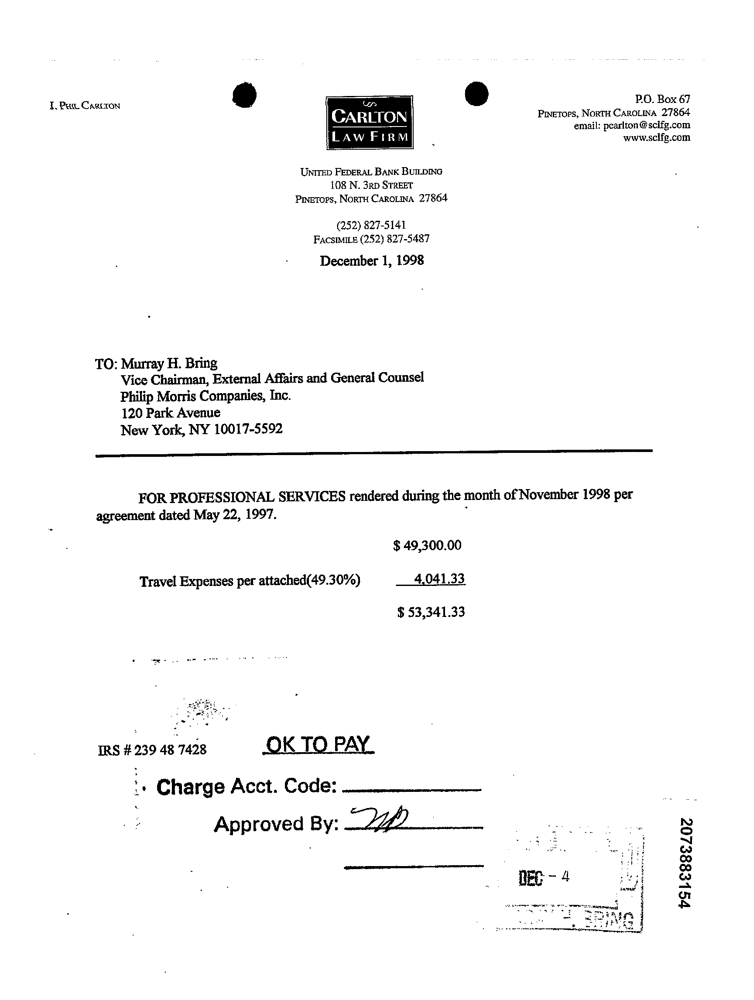 I. PHIL CARLTON
CARLTON
LAW FIRM
P.O. BOX 67
PINETOPS, NORTH CAROLINA 27864
email: pcarlton@sclfg.com
www.sclfg.com
UNITED FEDERAL BANK BUILDING
108 N. 3RD STREET
PINETOPS, NORTH CAROLINA 27864
(252) 827-5141
FACSIMILE (252) 827-5487
December 1, 1998
TO: Murray H. Bring
Vice Chairman, External Affairs and General Counsel
Philip Morris Companies, Inc.
120 Park Avenue
New York, NY 10017-5592
FOR PROFESSIONAL SERVICES rendered during the month of November 1998 per
agreement dated May 22, 1997.
$ 49,300.00
Travel Expenses per attached(49.30%) 4,041.33
$ 53,341.33
IRS # 239 48 7428 OK TO PAY
Charge Acct. Code:
Approved By:
DEC - 4
BRING
2073883154